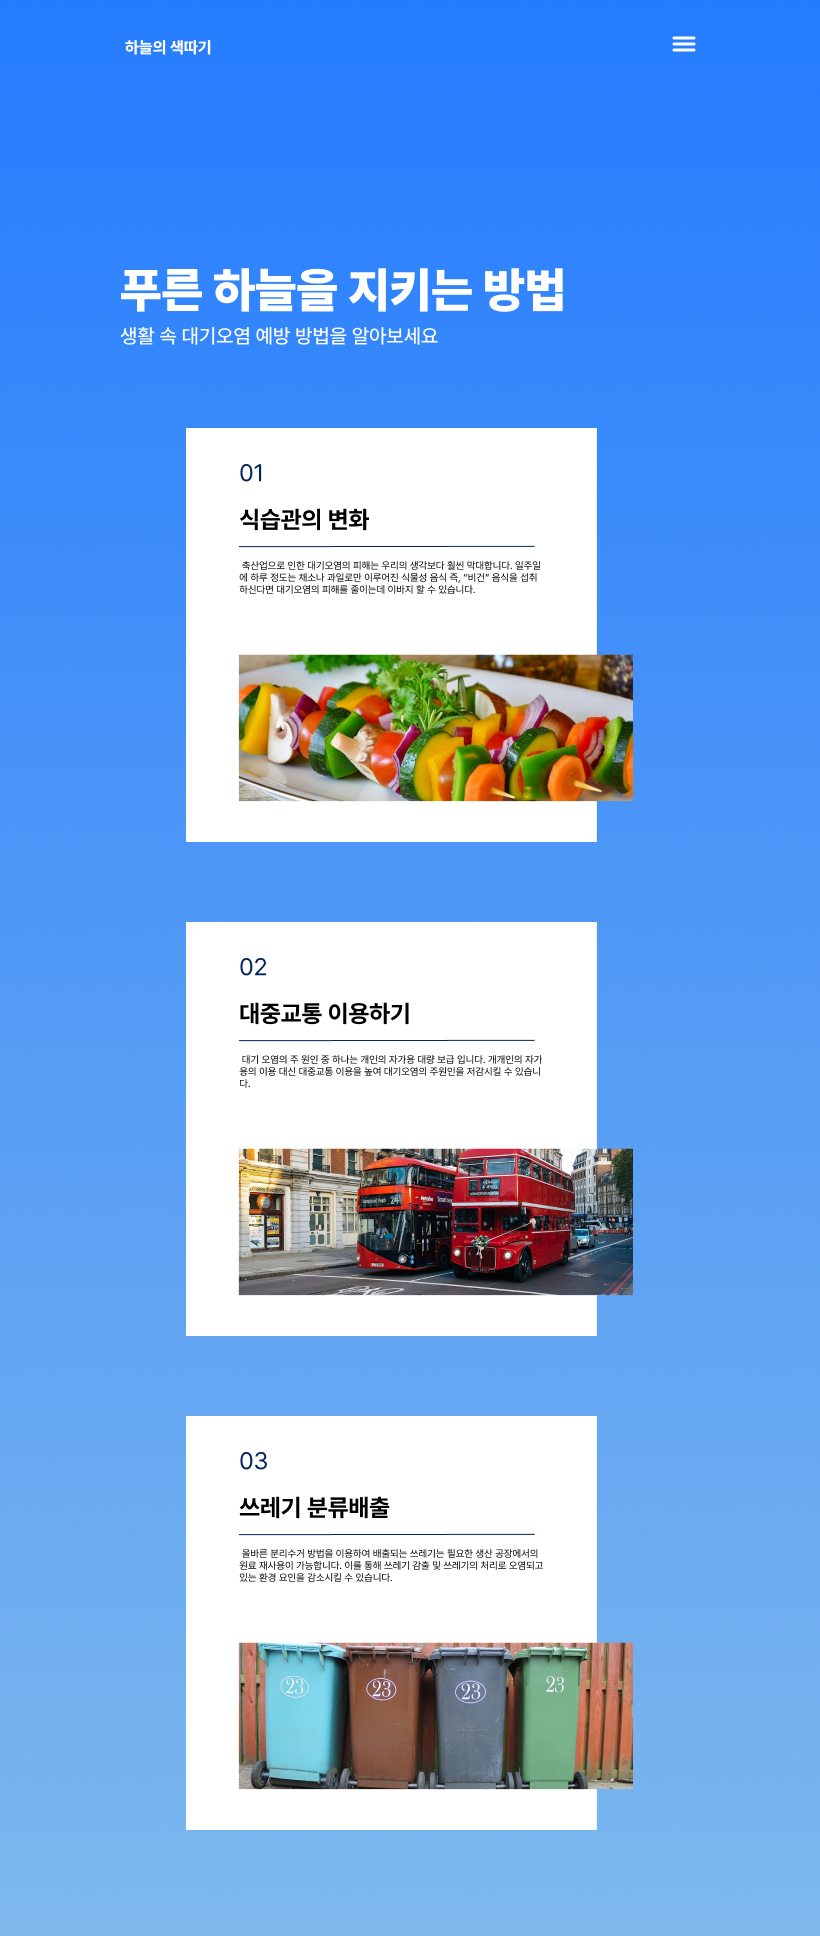 하늘의 색따기
푸른 하늘을 지키는 방법
생활 속 대기오염 예방 방법을 알아보세요
01
식습관의 변화
축산업으로 인한 대기오염의 피해는 우리의 생각보다 훨씬 막대합니다. 일주일
에 하루 정도는 채소나 과일로만 이루어진 식물성 음식 즉, “비건” 음식을 섭취
하신다면 대기오염의 피해를 줄이는데 이바지 할 수 있습니다.
02
대중교통 이용하기
대기 오염의 주 원인 중 하나는 개인의 자가용 대량 보급 입니다. 개개인의 자가
용의 이용 대신 대중교통 이용을 높여 대기오염의 주원인을 저감시킬 수 있습니
다.
24
03
쓰레기 분류배출
올바른 분리수거 방법을 이용하여 배출되는 쓰레기는 필요한 생산 공장에서의
원료 재사용이 가능합니다. 이를 통해 쓰레기 감출 및 쓰레기의 처리로 오염되고
있는 환경 요인을 감소시킬 수 있습니다.
23 23 23 23